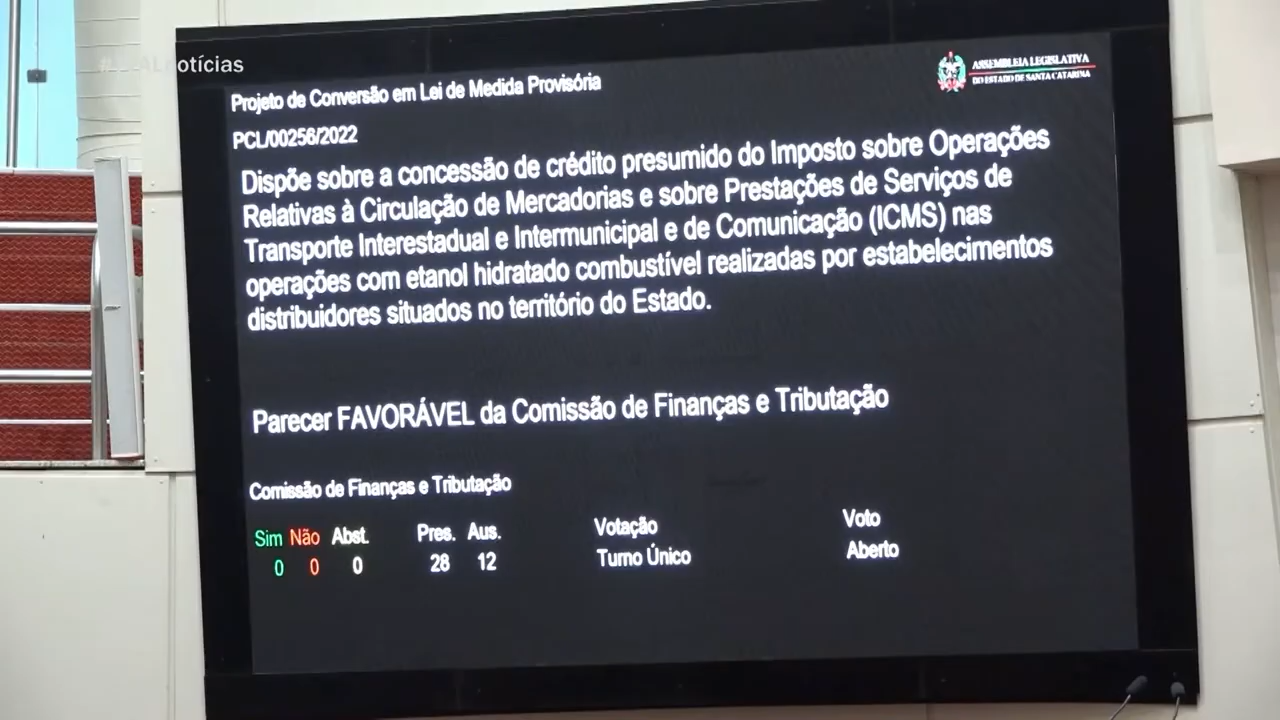 notícias
ASSEMBLEIA LEGISLATIVA
DO ESTADO DE SANTA CATARINA
Projeto de Conversão em Lei de Medida Provisória
PCL/00256/2022
Dispõe sobre a concessão de crédito presumido do Imposto sobre Operações
Relativas à Circulação de Mercadorias e sobre Prestações de Serviços de
Transporte Interestadual e Intermunicipal e de Comunicação (ICMS) nas
operações com etanol hidratado combustível realizadas por estabelecimentos
distribuidores situados no território do Estado.
Parecer FAVORÁVEL da Comissão de Finanças e Tributação
Comissão de Finanças e Tributação
Sim Não Abst. Pres. Aus. Votação Voto
0 0 0 28 12 Turno Único Aberto